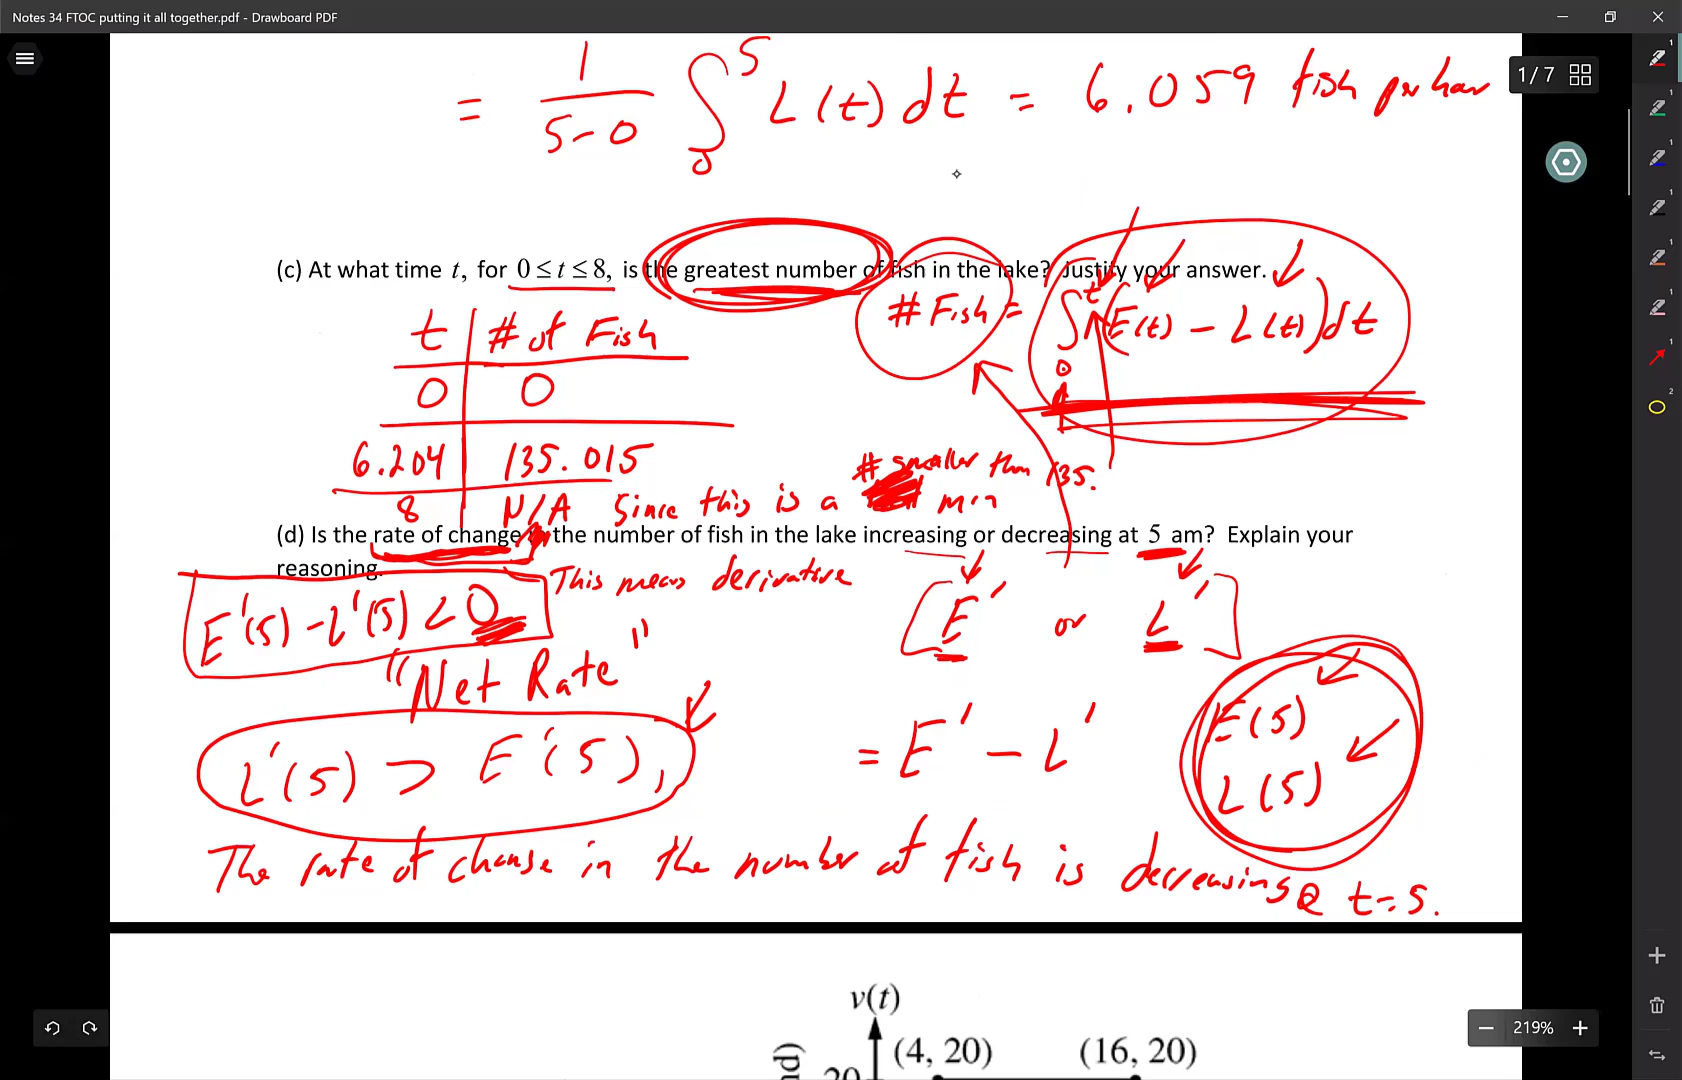 Notes 34 FTOC putting it all together.pdf - Drawboard PDF
1 / 7
= 1/(5-0) ∫₀⁵ L(t) dt = 6.059 fish per hour
(c) At what time t, for 0 ≤ t ≤ 8, is the greatest number of fish in the lake? Justify your answer.
# Fish = ∫₀ᵗ (E(t) - L(t)) dt
t | # of Fish
0 | 0
6.204 | 135.015
# smaller than 135.
8 | N/A Since this is a min
(d) Is the rate of change in the number of fish in the lake increasing or decreasing at 5 am? Explain your
reasoning.
This means derivative
[E' or L']
E'(5) - L'(5) < 0
"Net Rate"
L'(5) > E'(5),
= E' - L'
E(5)
L(5)
The rate of change in the number of fish is decreasing @ t=5.
v(t)
(4, 20)
(16, 20)
20
219%